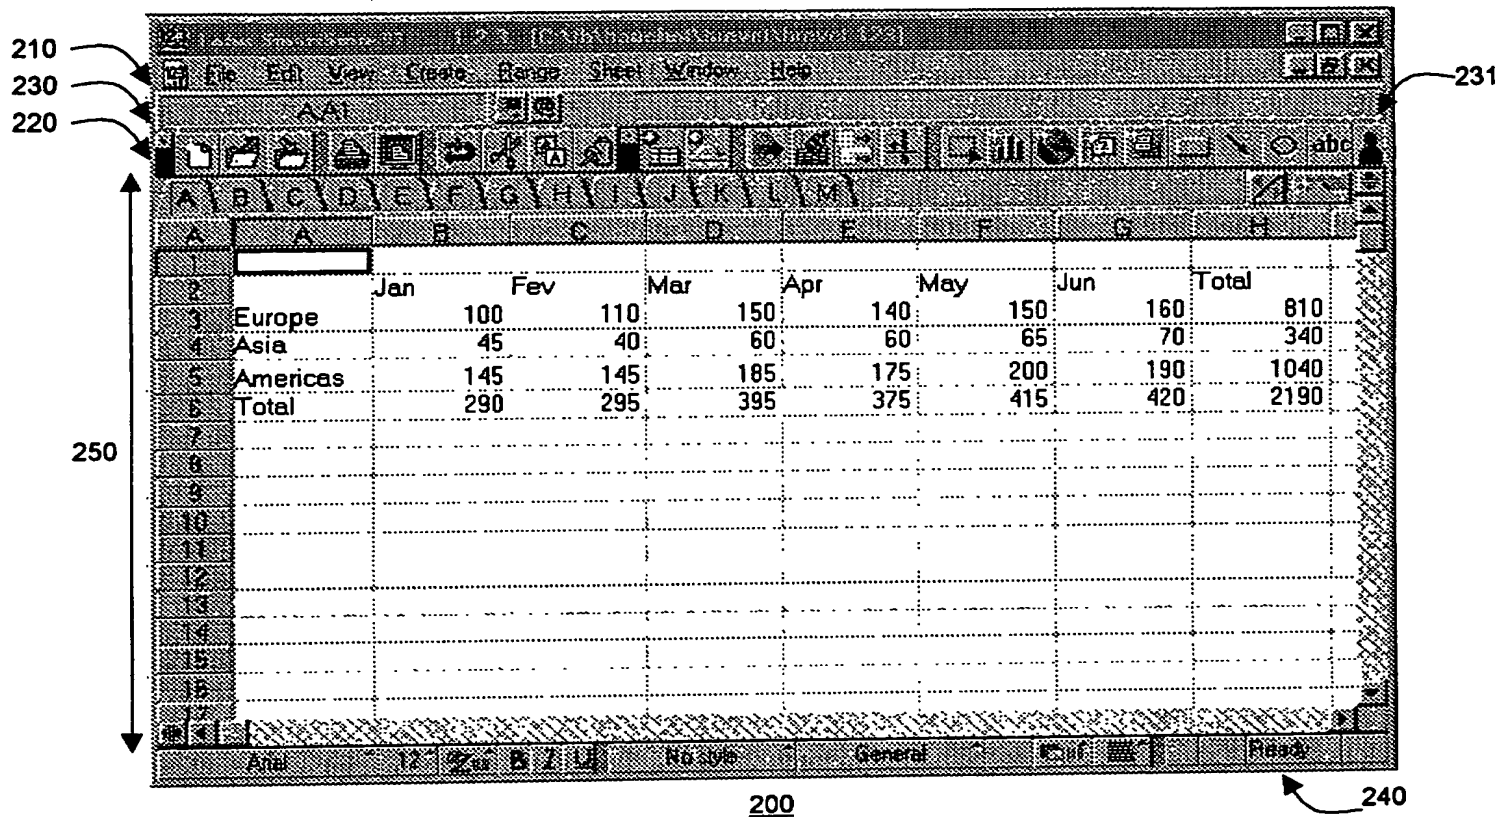 210
230
220
231
File Edit View Create Range Sheet Window Help
A:A1
abc
A B C D E F G H I J K L M
A A B C D E F G H
1
2 Jan Fev Mar Apr May Jun Total
3 Europe 100 110 150 140 150 160 810
4 Asia 45 40 60 60 65 70 340
5 Americas 145 145 185 175 200 190 1040
6 Total 290 295 395 375 415 420 2190
7
250
8
9
10
11
12
13
14
15
16
17
Arial 12 B I U No style General Ready
200
240